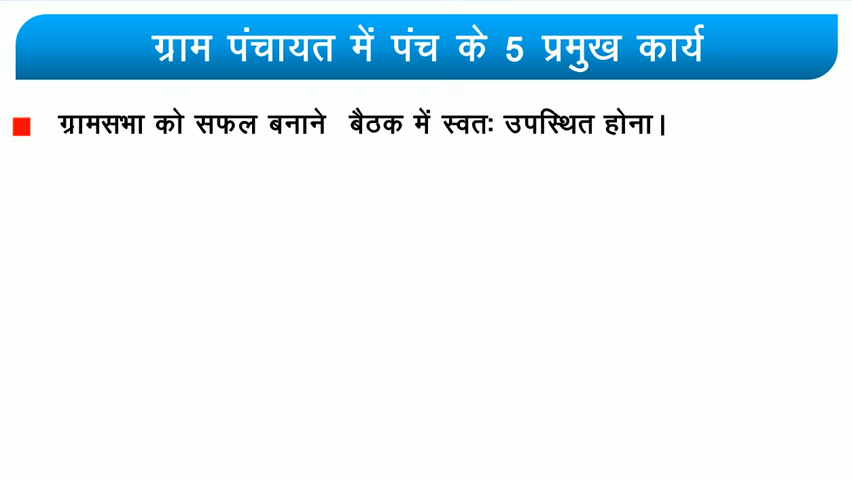 ग्राम पंचायत में पंच के 5 प्रमुख कार्य
ग्रामसभा को सफल बनाने बैठक में स्वतः उपस्थित होना।